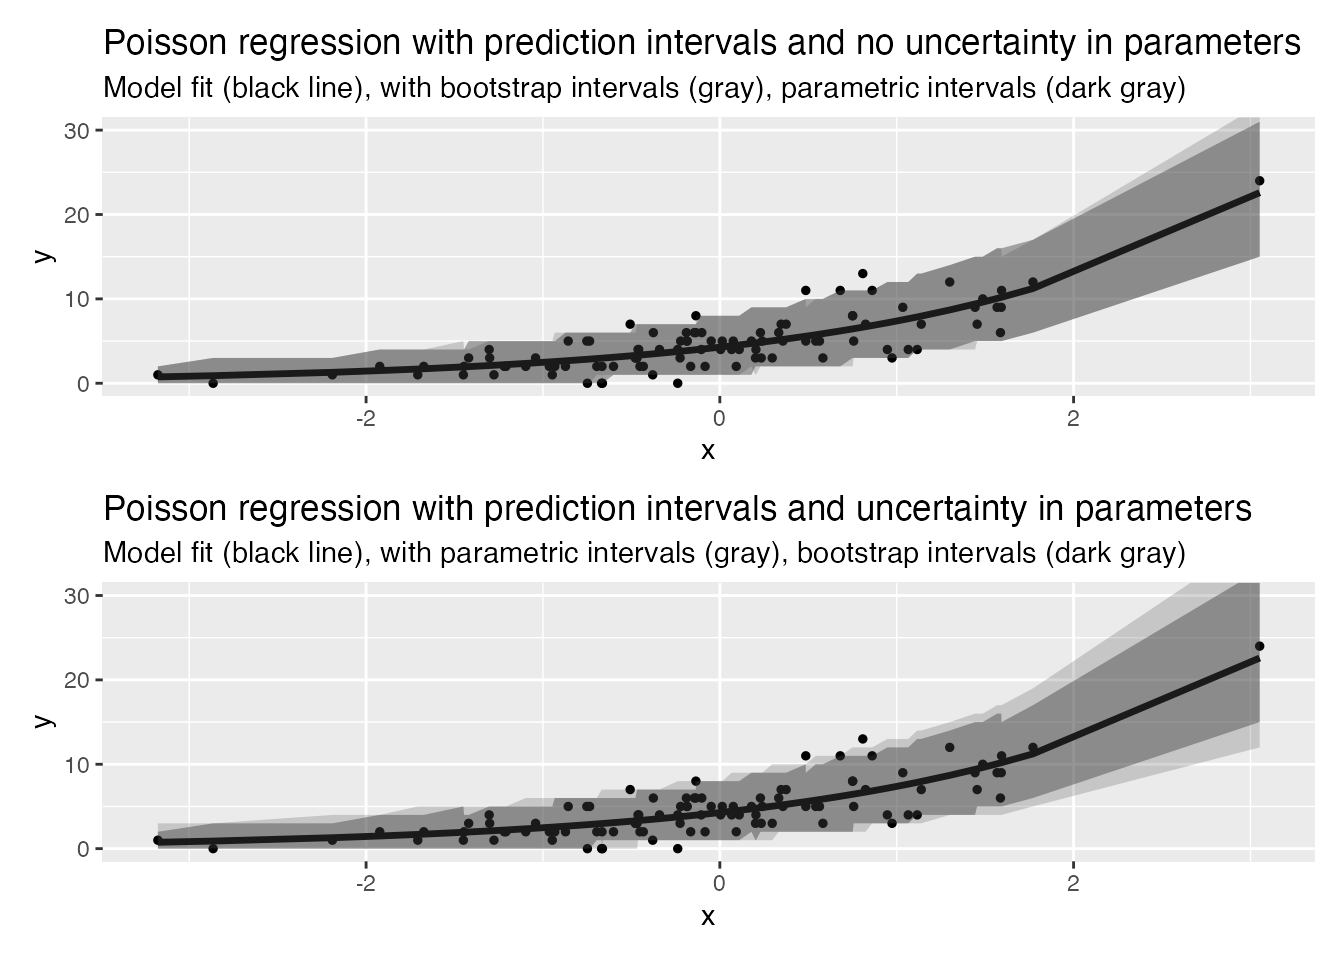 Poisson regression with prediction intervals and no uncertainty in parameters
Model fit (black line), with bootstrap intervals (gray), parametric intervals (dark gray)
30
20
y
10
0
-2 0 2
x
Poisson regression with prediction intervals and uncertainty in parameters
Model fit (black line), with parametric intervals (gray), bootstrap intervals (dark gray)
30
20
y
10
0
-2 0 2
x